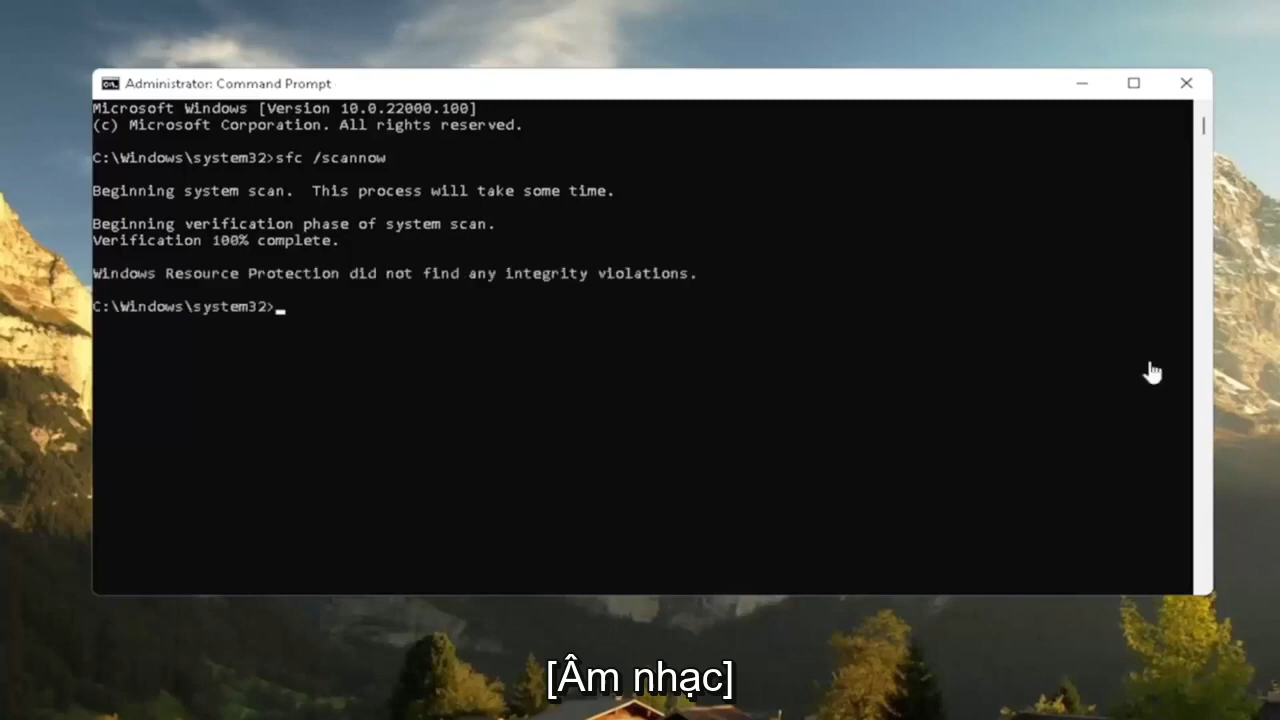 Administrator: Command Prompt
Microsoft Windows [Version 10.0.22000.100]
(c) Microsoft Corporation. All rights reserved.
C:\Windows\system32>sfc /scannow
Beginning system scan.  This process will take some time.
Beginning verification phase of system scan.
Verification 100% complete.
Windows Resource Protection did not find any integrity violations.
C:\Windows\system32>
[Âm nhạc]